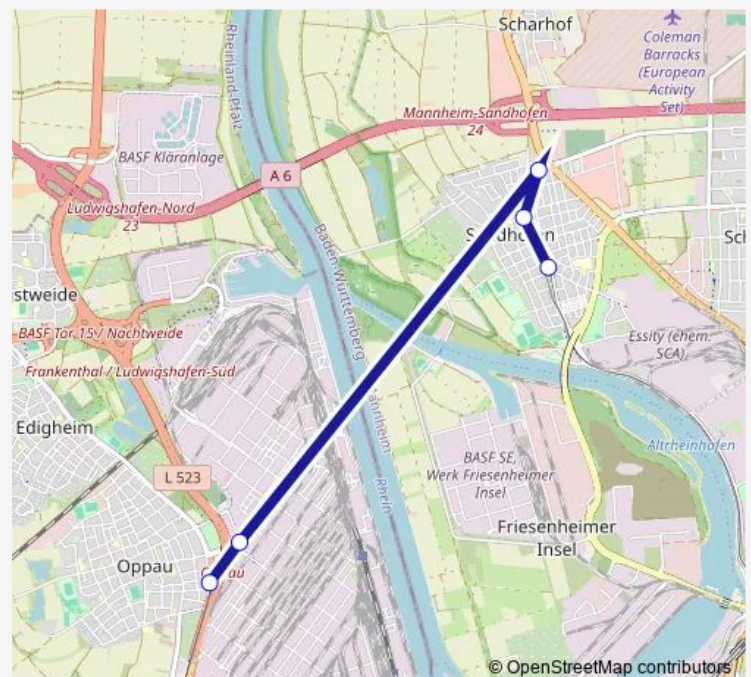 Scharhof
Coleman
Barracks
(European
Activity
Set)
Rheinland-Pfalz
Mannheim-Sandhofen
24
BASF Kläranlage
A 6
Ludwigshafen-Nord
23
Baden-Württemberg
stweide
BASF Tor 15 / Nachtweide
Frankenthal / Ludwigshafen-Süd
Essity (ehem.
SCA)
Edigheim
Mannheim
Altrheinhafen
BASF SE,
Werk Friesenheimer
Insel
L 523
Rhein
Friesenheimer
Insel
Oppau
© OpenStreetMap contributors